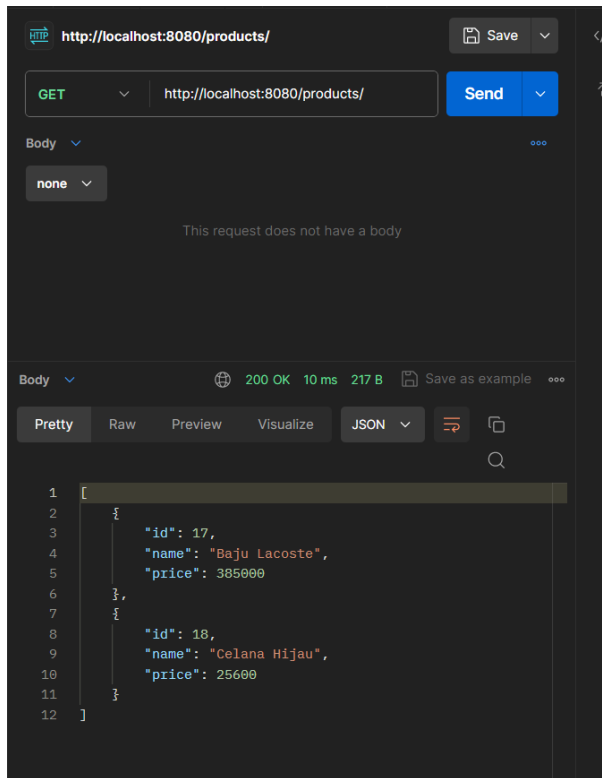 HTTP http://localhost:8080/products/ Save
GET http://localhost:8080/products/ Send
Body
none
This request does not have a body
Body 200 OK 10 ms 217 B Save as example
Pretty Raw Preview Visualize JSON
1 [
2 {
3 "id": 17,
4 "name": "Baju Lacoste",
5 "price": 385000
6 },
7 {
8 "id": 18,
9 "name": "Celana Hijau",
10 "price": 25600
11 }
12 ]